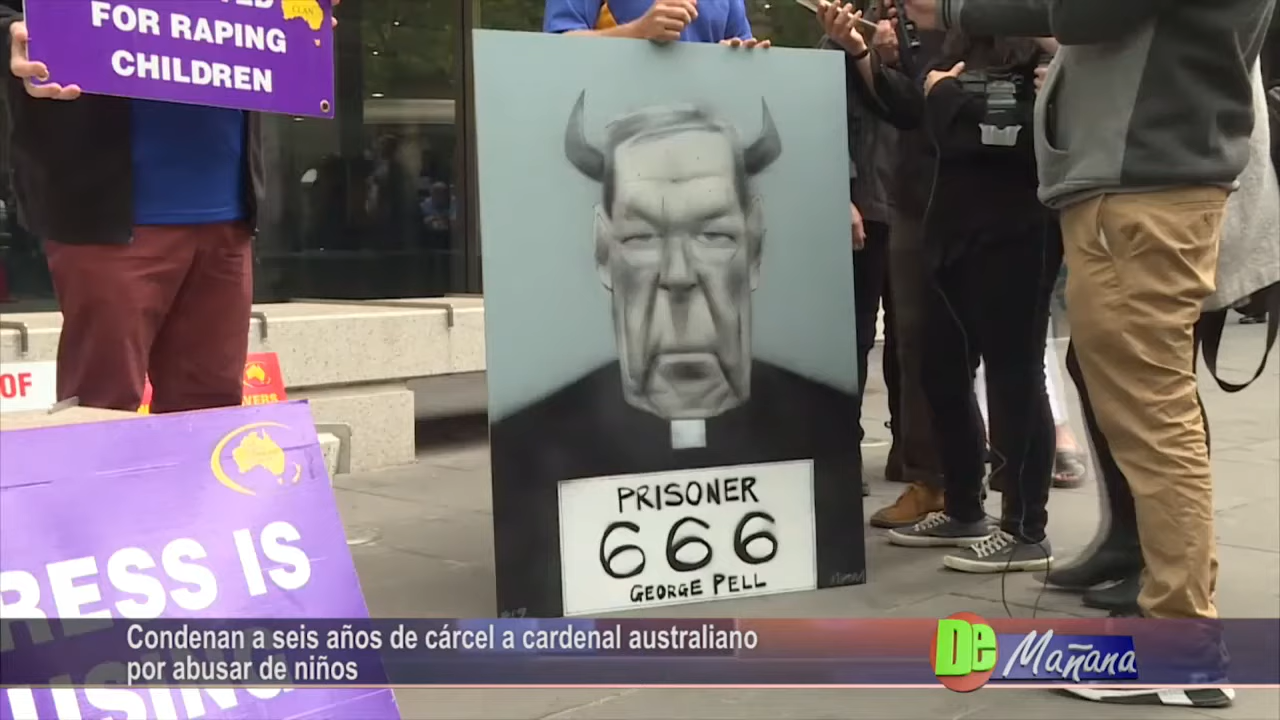 FOR RAPING
CHILDREN
CLAN
OF
PRISONER
666
GEORGE PELL
IS
Condenan a seis años de cárcel a cardenal australiano
por abusar de niños
De Mañana